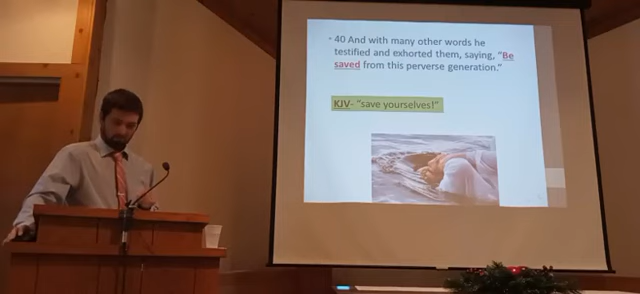 - 40 And with many other words he
testified and exhorted them, saying, "Be
saved from this perverse generation."
KJV- "save yourselves!"